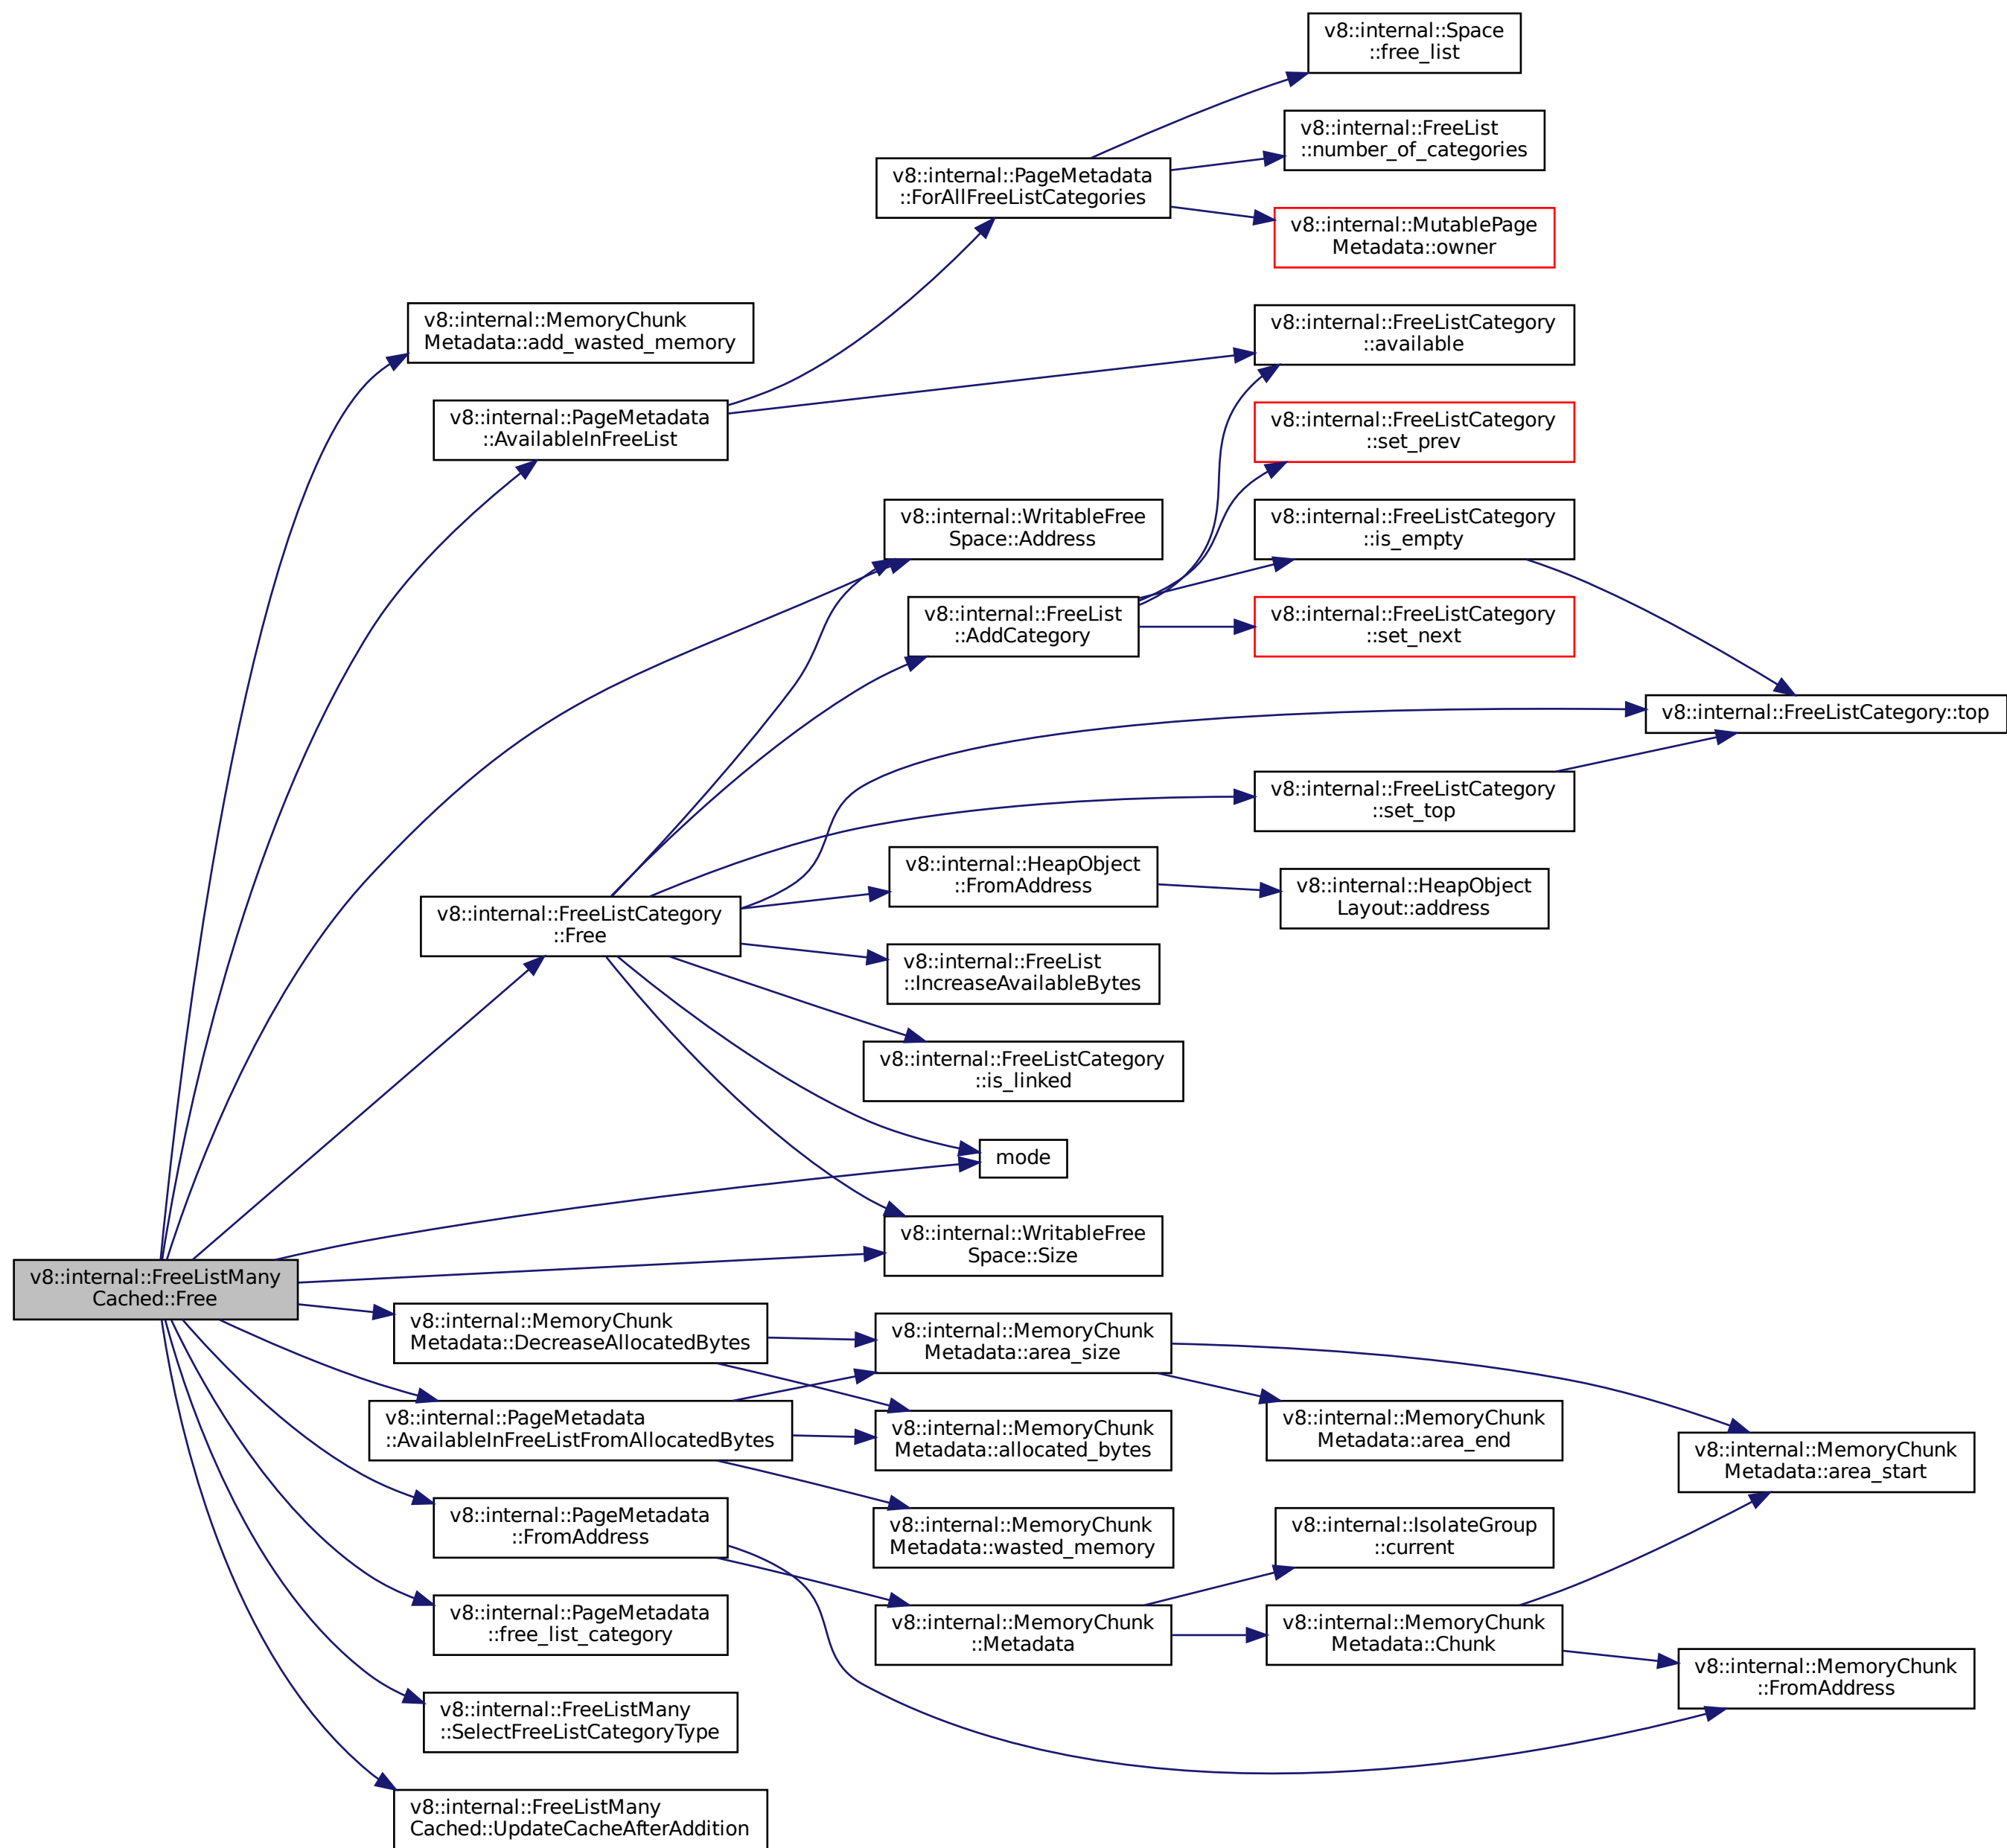 v8::internal::Space
::free_list
v8::internal::FreeList
::number_of_categories
v8::internal::PageMetadata
::ForAllFreeListCategories
v8::internal::MutablePage
Metadata::owner
v8::internal::MemoryChunk
Metadata::add_wasted_memory
v8::internal::FreeListCategory
::available
v8::internal::PageMetadata
::AvailableInFreeList
v8::internal::FreeListCategory
::set_prev
v8::internal::WritableFree
Space::Address
v8::internal::FreeListCategory
::is_empty
v8::internal::FreeList
::AddCategory
v8::internal::FreeListCategory
::set_next
v8::internal::FreeListCategory::top
v8::internal::FreeListCategory
::set_top
v8::internal::HeapObject
::FromAddress
v8::internal::HeapObject
Layout::address
v8::internal::FreeListCategory
::Free
v8::internal::FreeList
::IncreaseAvailableBytes
v8::internal::FreeListCategory
::is_linked
mode
v8::internal::WritableFree
Space::Size
v8::internal::FreeListMany
Cached::Free
v8::internal::MemoryChunk
Metadata::DecreaseAllocatedBytes
v8::internal::MemoryChunk
Metadata::area_size
v8::internal::PageMetadata
::AvailableInFreeListFromAllocatedBytes
v8::internal::MemoryChunk
Metadata::allocated_bytes
v8::internal::MemoryChunk
Metadata::area_end
v8::internal::MemoryChunk
Metadata::area_start
v8::internal::PageMetadata
::FromAddress
v8::internal::MemoryChunk
Metadata::wasted_memory
v8::internal::IsolateGroup
::current
v8::internal::PageMetadata
::free_list_category
v8::internal::MemoryChunk
::Metadata
v8::internal::MemoryChunk
Metadata::Chunk
v8::internal::MemoryChunk
::FromAddress
v8::internal::FreeListMany
::SelectFreeListCategoryType
v8::internal::FreeListMany
Cached::UpdateCacheAfterAddition